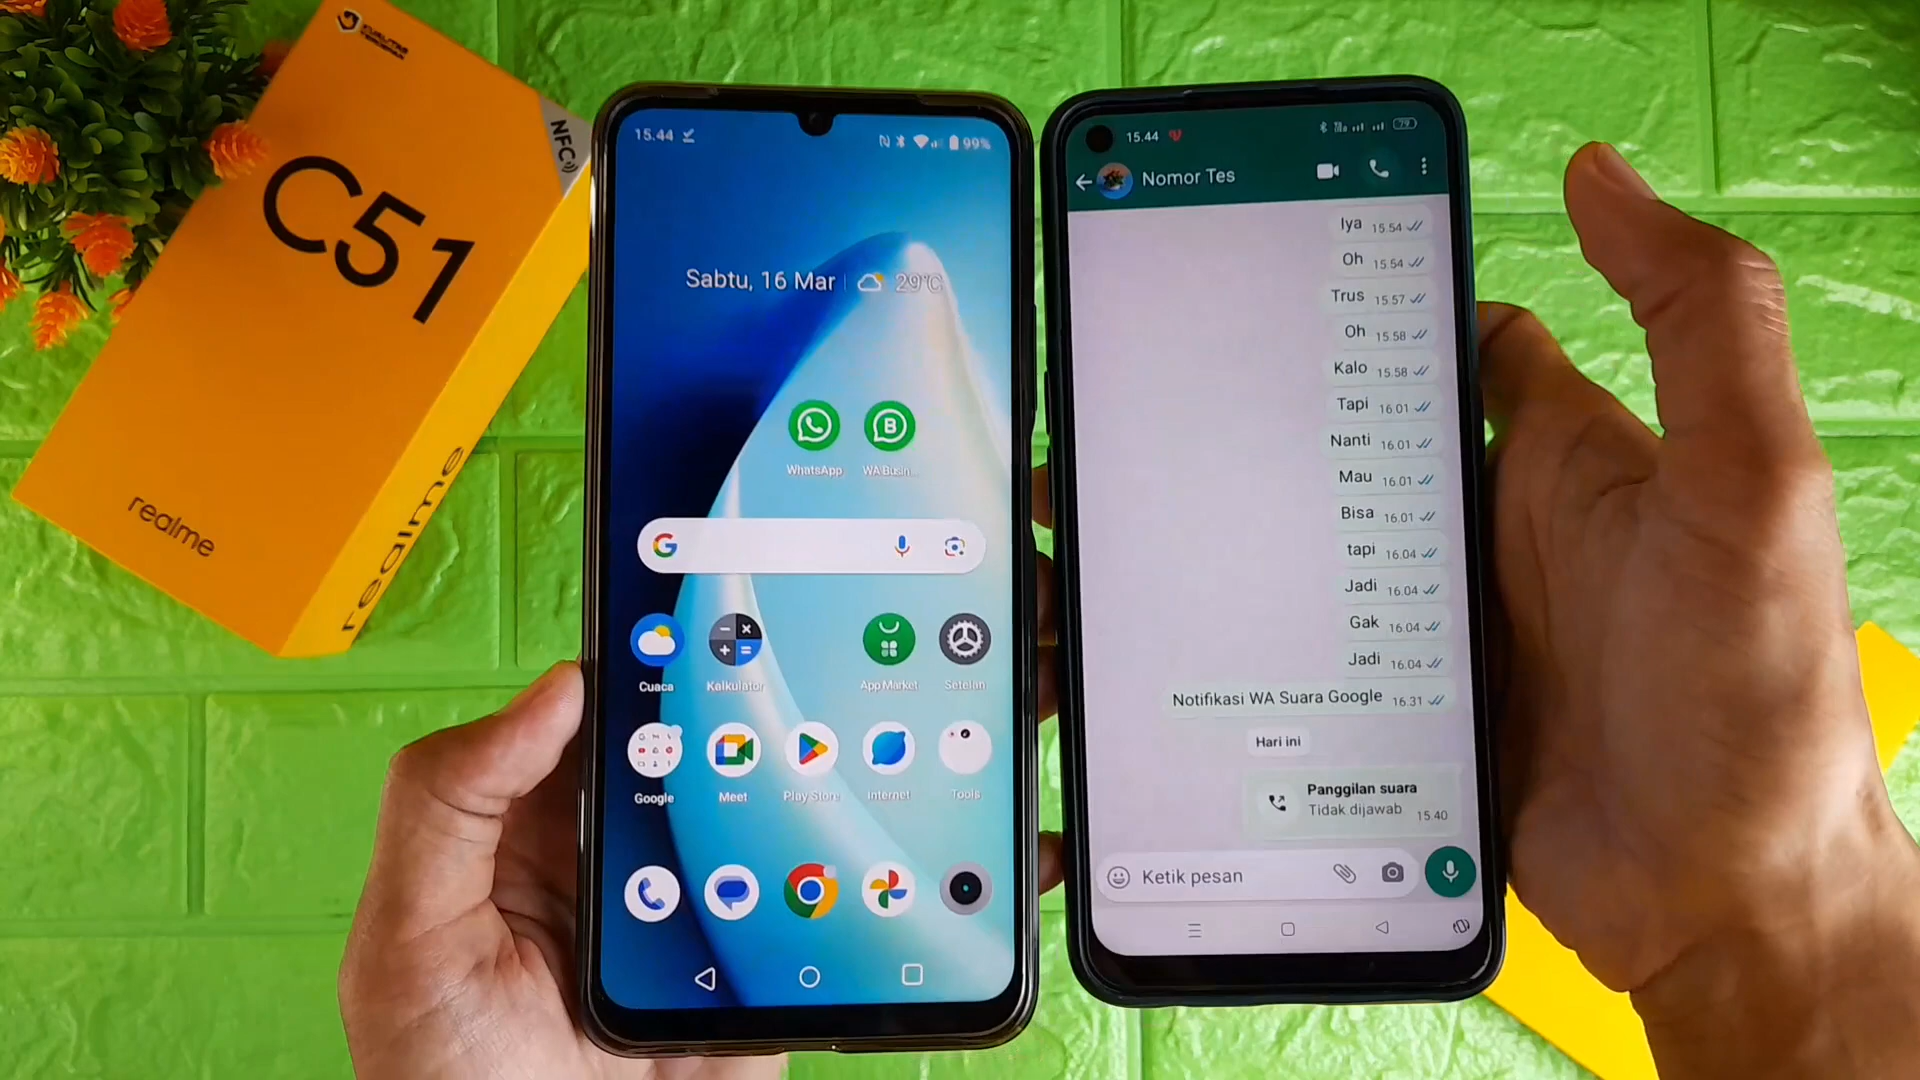 NFC
C51
realme
realme
15.44
99%
Sabtu, 16 Mar
29°C
WhatsApp
WA Busin...
Cuaca
Kalkulator
App Market
Setelan
Google
Meet
Play Store
Internet
Tools
15.44
79
Nomor Tes
Iya 15.54
Oh 15.54
Trus 15.57
Oh 15.58
Kalo 15.58
Tapi 16.01
Nanti 16.01
Mau 16.01
Bisa 16.01
tapi 16.04
Jadi 16.04
Gak 16.04
Jadi 16.04
Notifikasi WA Suara Google 16.31
Hari ini
Panggilan suara
Tidak dijawab 15.40
Ketik pesan